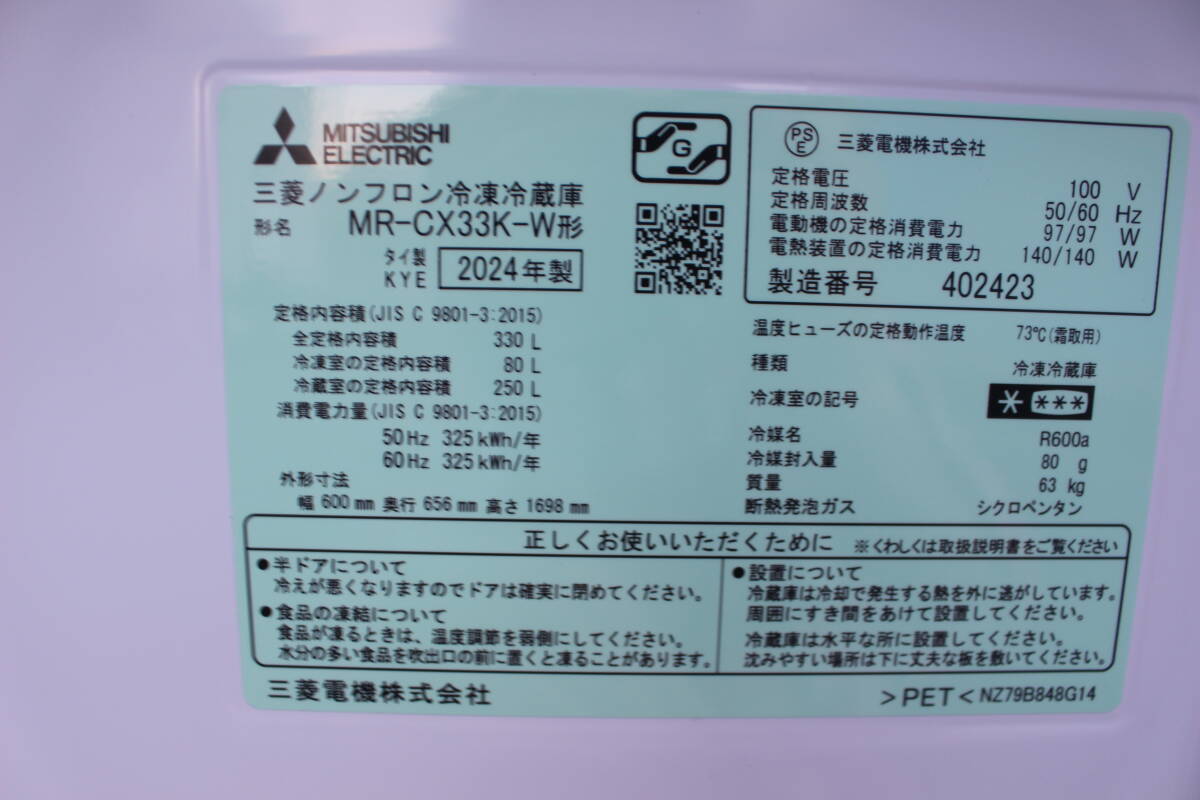 MITSUBISHI
ELECTRIC
三菱ノンフロン冷凍冷蔵庫
形名 MR-CX33K-W形
タイ製
KYE 2024年製
定格内容積(JIS C 9801-3:2015)
全定格内容積 330 L
冷凍室の定格内容積 80 L
冷蔵室の定格内容積 250 L
消費電力量(JIS C 9801-3:2015)
50Hz 325kWh/年
60Hz 325kWh/年
外形寸法
幅 600mm 奥行 656mm 高さ 1698mm
G
PSE 三菱電機株式会社
定格電圧 100 V
定格周波数 50/60 Hz
電動機の定格消費電力 97/97 W
電熱装置の定格消費電力 140/140 W
製造番号 402423
温度ヒューズの定格動作温度 73℃(霜取用)
種類 冷凍冷蔵庫
冷凍室の記号 * ***
冷媒名 R600a
冷媒封入量 80 g
質量 63 kg
断熱発泡ガス シクロペンタン
正しくお使いいただくために ※くわしくは取扱説明書をご覧ください
●半ドアについて
冷えが悪くなりますのでドアは確実に閉めてください。
●食品の凍結について
食品が凍るときは、温度調節を弱側にしてください。
水分の多い食品を吹出口の前に置くと凍ることがあります。
●設置について
冷蔵庫は冷却で発生する熱を外に逃がしています。
周囲にすき間をあけて設置してください。
冷蔵庫は水平な所に設置してください。
沈みやすい場所は下に丈夫な板を敷いてください。
三菱電機株式会社
>PET< NZ79B848G14